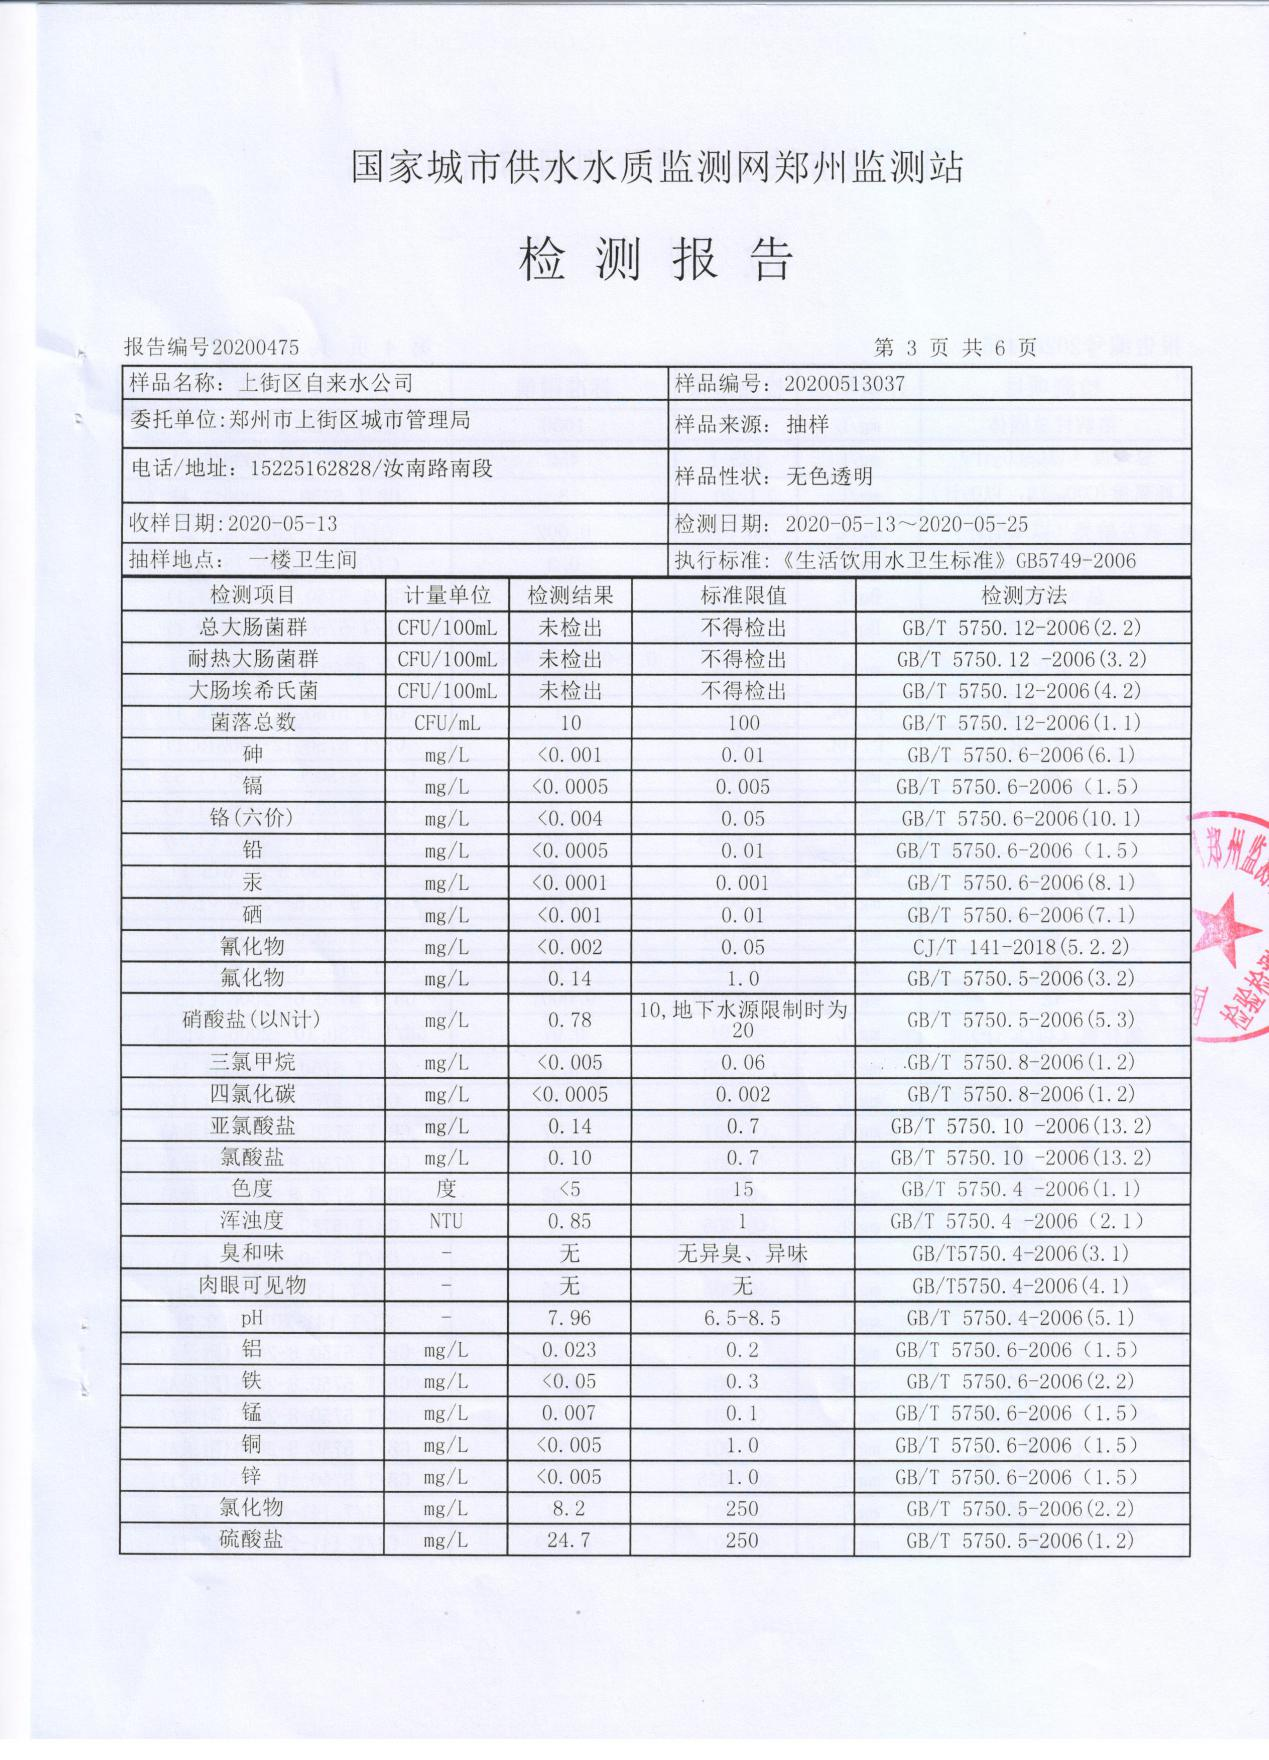 国家城市供水水质监测网郑州监测站
检测报告
报告编号20200475 第 3 页 共 6 页
样品名称: 上街区自来水公司 样品编号: 20200513037
委托单位:郑州市上街区城市管理局 样品来源: 抽样
电话/地址: 15225162828/汝南路南段 样品性状: 无色透明
收样日期:2020-05-13 检测日期: 2020-05-13～2020-05-25
抽样地点: 一楼卫生间 执行标准:《生活饮用水卫生标准》GB5749-2006
检测项目 计量单位 检测结果 标准限值 检测方法
总大肠菌群 CFU/100mL 未检出 不得检出 GB/T 5750.12-2006(2.2)
耐热大肠菌群 CFU/100mL 未检出 不得检出 GB/T 5750.12 -2006(3.2)
大肠埃希氏菌 CFU/100mL 未检出 不得检出 GB/T 5750.12-2006(4.2)
菌落总数 CFU/mL 10 100 GB/T 5750.12-2006(1.1)
砷 mg/L <0.001 0.01 GB/T 5750.6-2006(6.1)
镉 mg/L <0.0005 0.005 GB/T 5750.6-2006（1.5）
铬(六价) mg/L <0.004 0.05 GB/T 5750.6-2006(10.1)
铅 mg/L <0.0005 0.01 GB/T 5750.6-2006（1.5）
汞 mg/L <0.0001 0.001 GB/T 5750.6-2006(8.1)
硒 mg/L <0.001 0.01 GB/T 5750.6-2006(7.1)
氰化物 mg/L <0.002 0.05 CJ/T 141-2018(5.2.2)
氟化物 mg/L 0.14 1.0 GB/T 5750.5-2006(3.2)
硝酸盐(以N计) mg/L 0.78 10,地下水源限制时为20 GB/T 5750.5-2006(5.3)
三氯甲烷 mg/L <0.005 0.06 GB/T 5750.8-2006(1.2)
四氯化碳 mg/L <0.0005 0.002 GB/T 5750.8-2006(1.2)
亚氯酸盐 mg/L 0.14 0.7 GB/T 5750.10 -2006(13.2)
氯酸盐 mg/L 0.10 0.7 GB/T 5750.10 -2006(13.2)
色度 度 <5 15 GB/T 5750.4 -2006(1.1)
浑浊度 NTU 0.85 1 GB/T 5750.4 -2006（2.1）
臭和味 - 无 无异臭、异味 GB/T5750.4-2006(3.1)
肉眼可见物 - 无 无 GB/T5750.4-2006(4.1)
pH - 7.96 6.5-8.5 GB/T 5750.4-2006(5.1)
铝 mg/L 0.023 0.2 GB/T 5750.6-2006（1.5）
铁 mg/L <0.05 0.3 GB/T 5750.6-2006(2.2)
锰 mg/L 0.007 0.1 GB/T 5750.6-2006（1.5）
铜 mg/L <0.005 1.0 GB/T 5750.6-2006（1.5）
锌 mg/L <0.005 1.0 GB/T 5750.6-2006（1.5）
氯化物 mg/L 8.2 250 GB/T 5750.5-2006(2.2)
硫酸盐 mg/L 24.7 250 GB/T 5750.5-2006(1.2)
郑州监
检验检